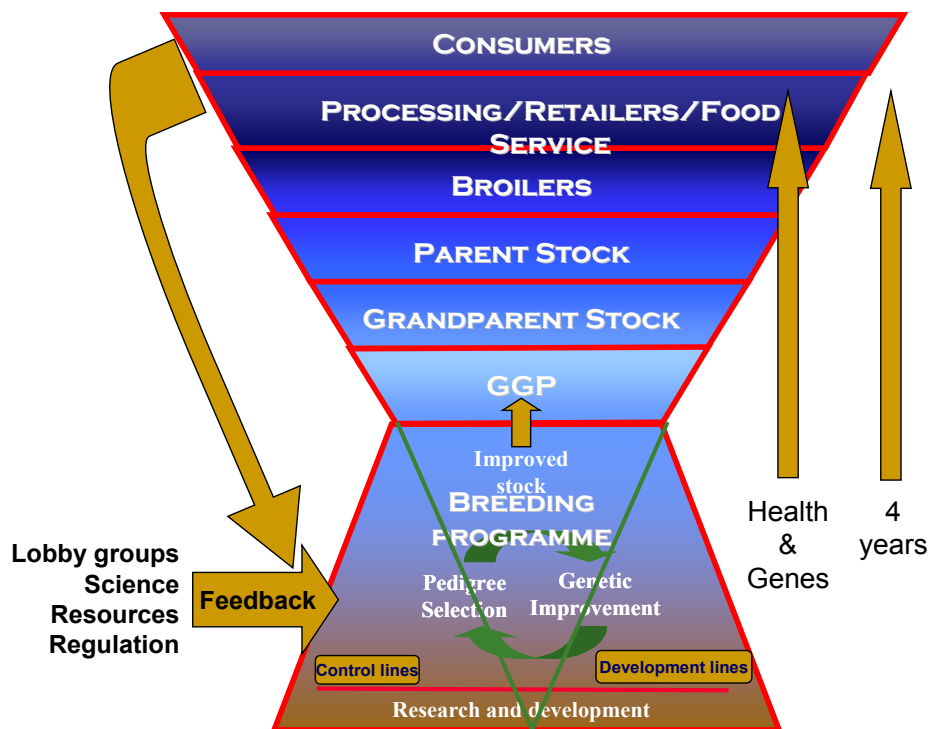 CONSUMERS
PROCESSING/RETAILERS/FOOD
SERVICE
BROILERS
PARENT STOCK
GRANDPARENT STOCK
GGP
Improved
stock
BREEDING
PROGRAMME
Pedigree
Selection
Genetic
Improvement
Control lines
Development lines
Research and development
Lobby groups
Science
Resources
Regulation
Feedback
Health
&
Genes
4
years